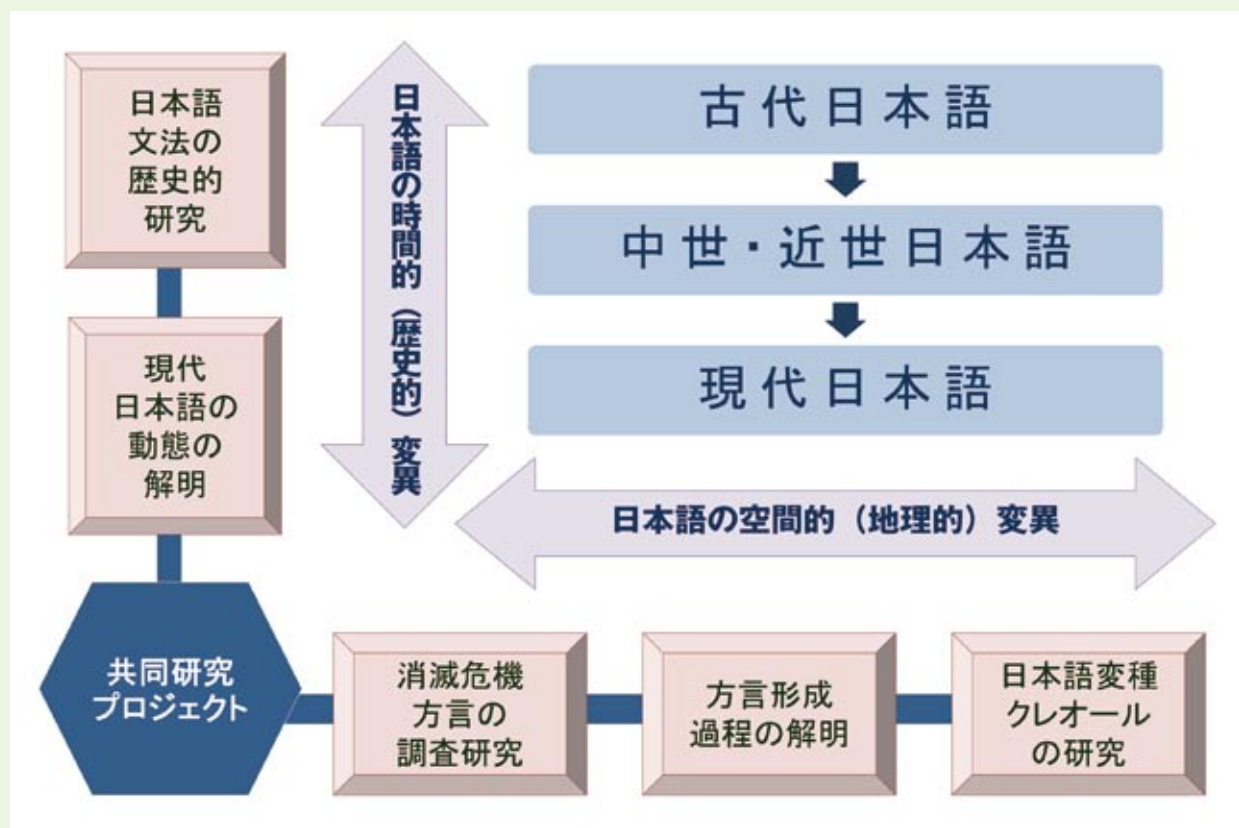 日本語
文法の
歴史的
研究
現代
日本語の
動態の
解明
共同研究
プロジェクト
日本語の時間的（歴史的）変異
古代日本語
中世・近世日本語
現代日本語
日本語の空間的（地理的）変異
消滅危機
方言の
調査研究
方言形成
過程の解明
日本語変種
クレオール
の研究